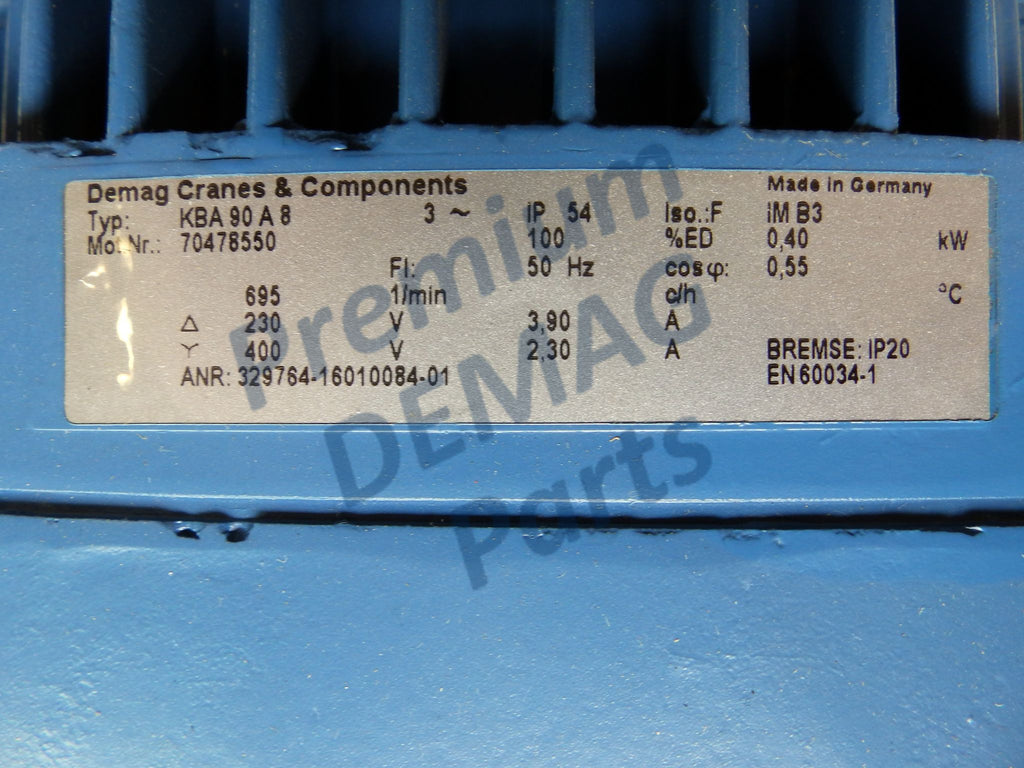 Demag Cranes & Components Made in Germany
Typ: KBA 90 A 8 3 ~ IP 54 Iso.:F IM B3
Mot.Nr.: 70478550 100 %ED 0,40 kW
FI: 50 Hz cosφ: 0,55
695 1/min c/h °C
△ 230 V 3,90 A
Y 400 V 2,30 A BREMSE: IP20
ANR: 329764-16010084-01 EN 60034-1
Premium
DEMAG
Parts